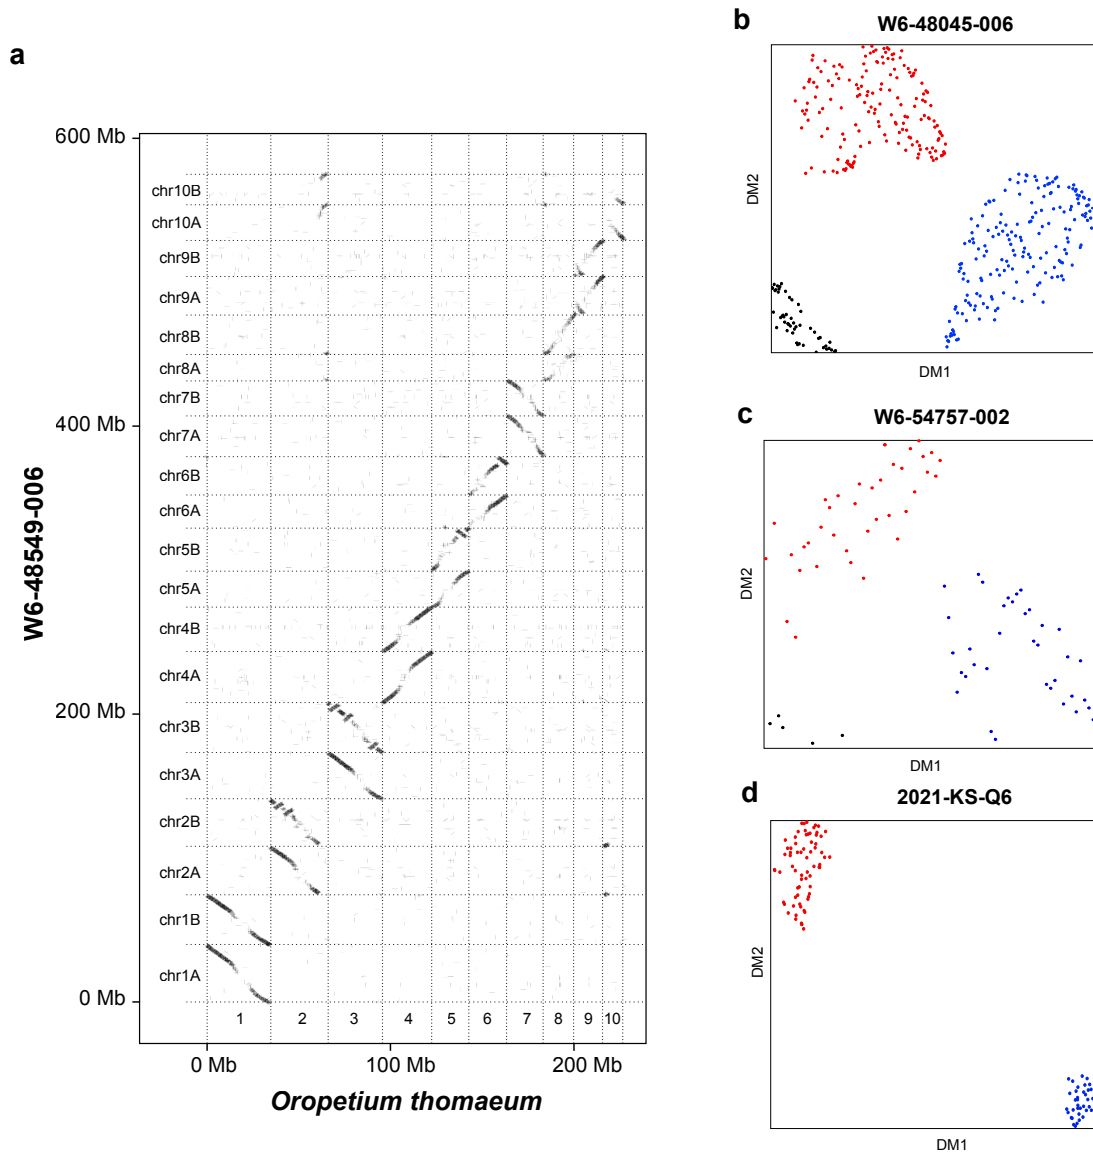 a
600 Mb
400 Mb
200 Mb
0 Mb
W6-48549-006
chr10B
chr10A
chr9B
chr9A
chr8B
chr8A
chr7B
chr7A
chr6B
chr6A
chr5B
chr5A
chr4B
chr4A
chr3B
chr3A
chr2B
chr2A
chr1B
chr1A
1 2 3 4 5 6 7 8 9 10
0 Mb 100 Mb 200 Mb
Oropetium thomaeum
b
W6-48045-006
DM2
DM1
c
W6-54757-002
DM2
DM1
d
2021-KS-Q6
DM2
DM1